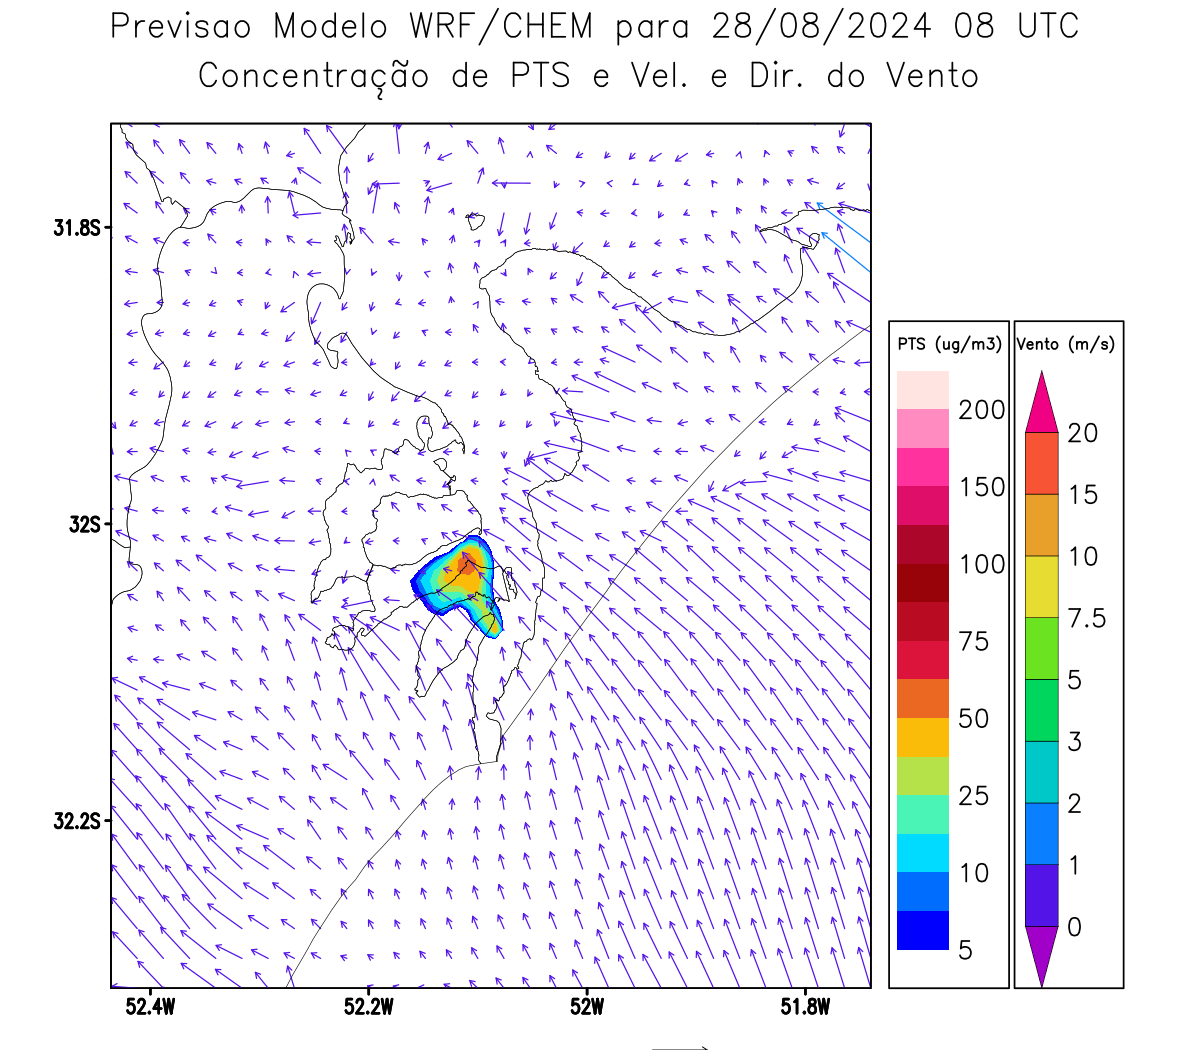 Previsao Modelo WRF/CHEM para 28/08/2024 08 UTC
Concentração de PTS e Vel. e Dir. do Vento
31.8S
32S
32.2S
52.4W
52.2W
52W
51.8W
PTS (ug/m3)
200
150
100
75
50
25
10
5
Vento (m/s)
20
15
10
7.5
5
3
2
1
0